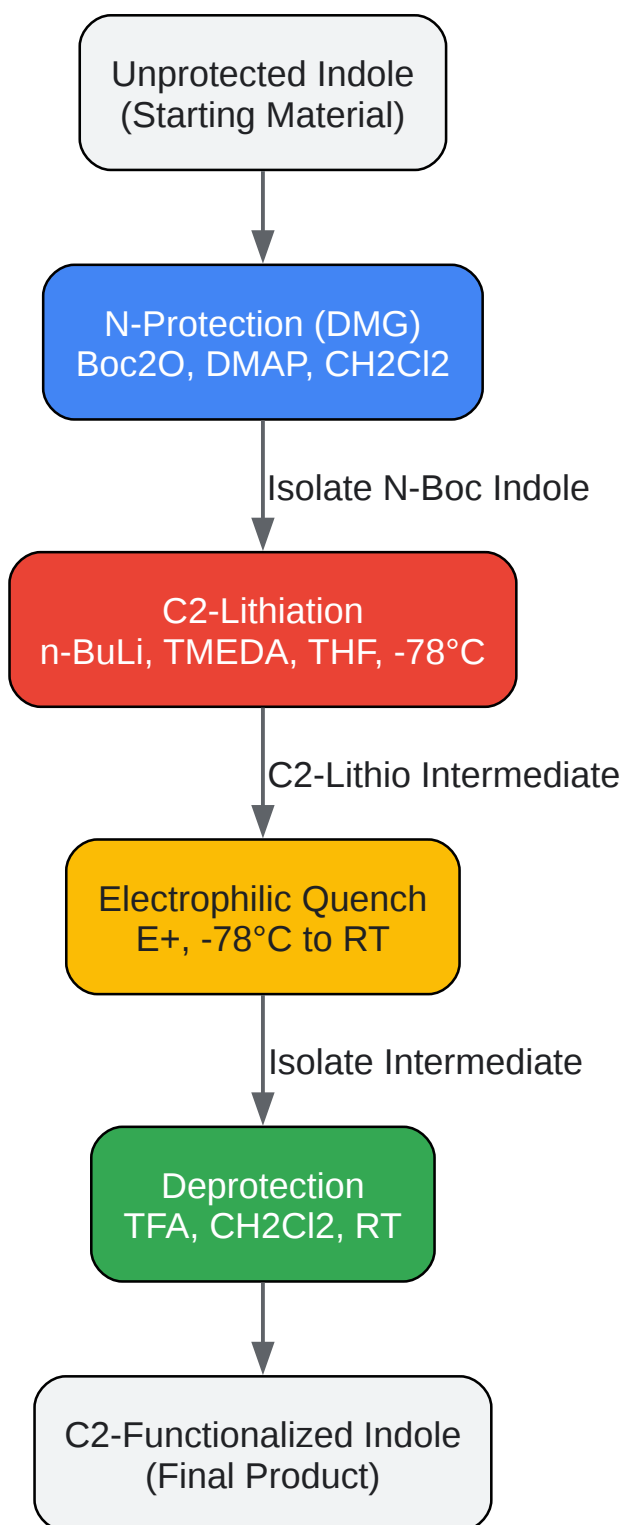 Unprotected Indole
(Starting Material)
N-Protection (DMG)
Boc2O, DMAP, CH2Cl2
Isolate N-Boc Indole
C2-Lithiation
n-BuLi, TMEDA, THF, -78°C
C2-Lithio Intermediate
Electrophilic Quench
E+, -78°C to RT
Isolate Intermediate
Deprotection
TFA, CH2Cl2, RT
C2-Functionalized Indole
(Final Product)